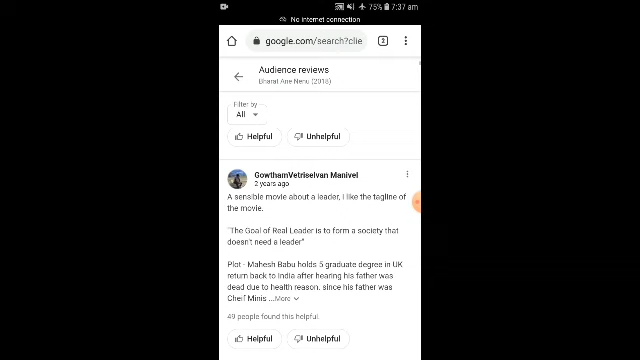 75% 7:37 am
No internet connection
google.com/search?clie
2
Audience reviews
Bharat Ane Nenu (2018)
Filter by
All
Helpful Unhelpful
GowthamVetriselvan Manivel
2 years ago
A sensible movie about a leader, I like the tagline of
the movie.
"The Goal of Real Leader is to form a society that
doesn't need a leader"
Plot - Mahesh Babu holds 5 graduate degree in UK
return back to India after hearing his father was
dead due to health reason, since his father was
Cherf Minis ...More
49 people found this helpful.
Helpful Unhelpful